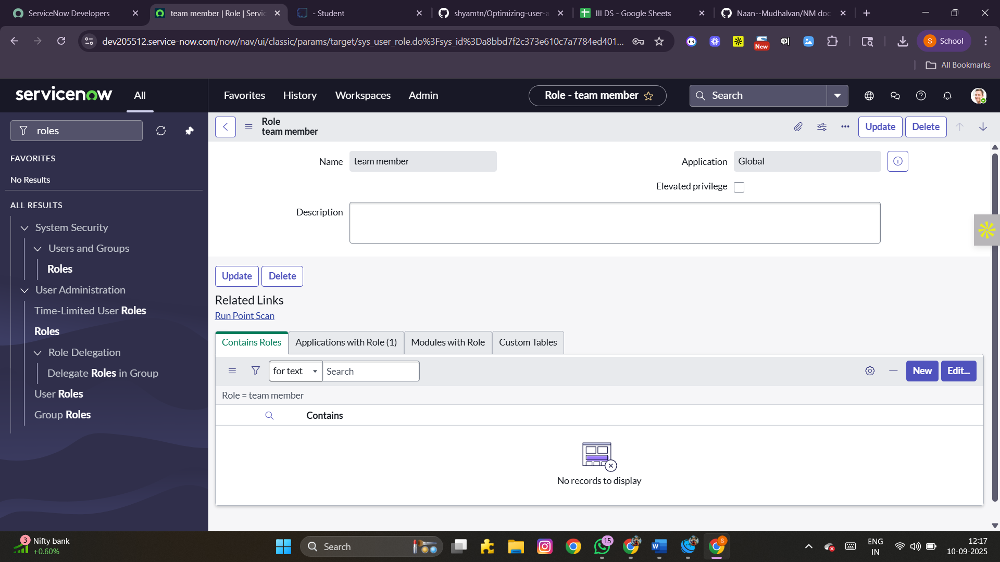 ServiceNow Developers
team member | Role | Servic
- Student
shyamtn/Optimizing-user-a
III DS - Google Sheets
Naan--Mudhalvan/NM doc
dev205512.service-now.com/now/nav/ui/classic/params/target/sys_user_role.do%3Fsys_id%3Da8bbd7f2c373e610c7a7784ed401...
New
S
School
All Bookmarks
servicenow
All
Favorites
History
Workspaces
Admin
Role - team member
Search
roles
FAVORITES
No Results
ALL RESULTS
System Security
Users and Groups
Roles
User Administration
Time-Limited User Roles
Roles
Role Delegation
Delegate Roles in Group
User Roles
Group Roles
Role
team member
Update
Delete
Name
team member
Application
Global
Elevated privilege
Description
Update
Delete
Related Links
Run Point Scan
Contains Roles
Applications with Role (1)
Modules with Role
Custom Tables
for text
Search
New
Edit...
Role = team member
Contains
No records to display
3
Nifty bank
+0.60%
Search
15
W
S
ENG
IN
12:17
10-09-2025